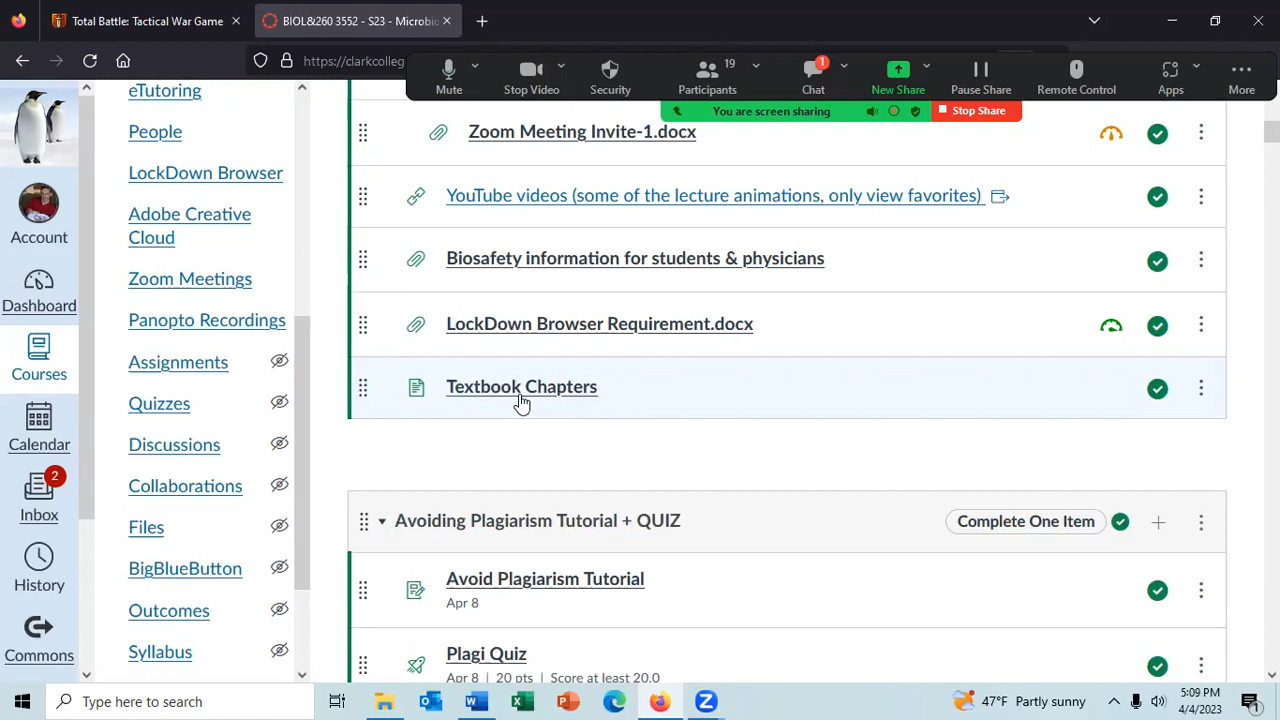 Total Battle: Tactical War Game
BIOL&260 3552 - S23 - Microbi
https://clarkcolleg
Mute
Stop Video
Security
19
Participants
1
Chat
New Share
Pause Share
Remote Control
Apps
More
You are screen sharing
Stop Share
Account
Dashboard
Courses
Calendar
2
Inbox
History
Commons
eTutoring
People
LockDown Browser
Adobe Creative
Cloud
Zoom Meetings
Panopto Recordings
Assignments
Quizzes
Discussions
Collaborations
Files
BigBlueButton
Outcomes
Syllabus
Zoom Meeting Invite-1.docx
YouTube videos (some of the lecture animations, only view favorites)
Biosafety information for students & physicians
LockDown Browser Requirement.docx
Textbook Chapters
Avoiding Plagiarism Tutorial + QUIZ
Complete One Item
Avoid Plagiarism Tutorial
Apr 8
Plagi Quiz
Apr 8 | 20 pts | Score at least 20.0
Type here to search
47°F Partly sunny
5:09 PM
4/4/2023
1